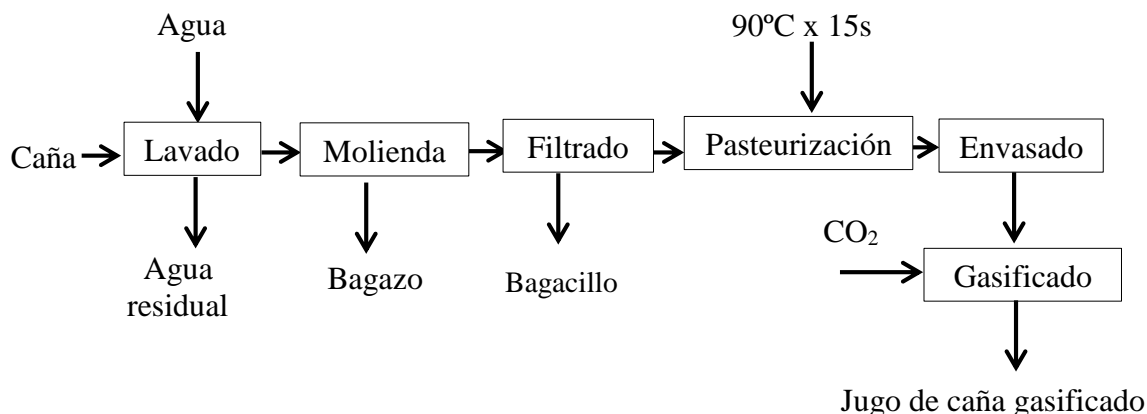 Agua
90ºC x 15s
Caña
Lavado
Molienda
Filtrado
Pasteurización
Envasado
Agua
residual
Bagazo
Bagacillo
CO₂
Gasificado
Jugo de caña gasificado